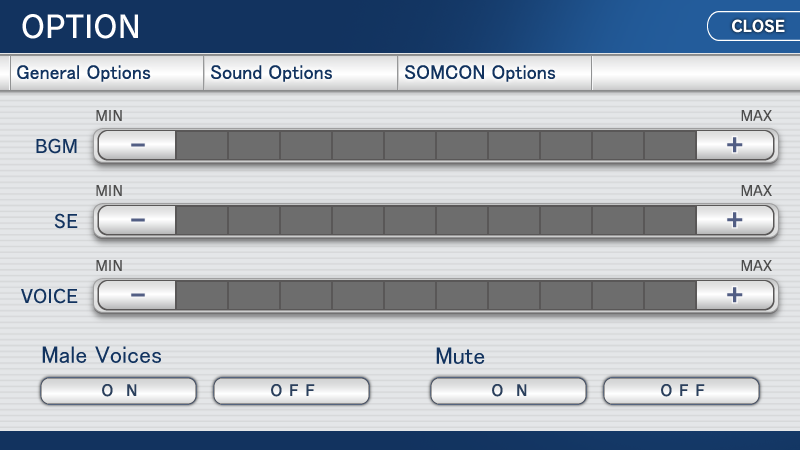 OPTION
CLOSE
General Options
Sound Options
SOMCON Options
MIN
MAX
BGM
−
+
MIN
MAX
SE
−
+
MIN
MAX
VOICE
−
+
Male Voices
Mute
ON
OFF
ON
OFF